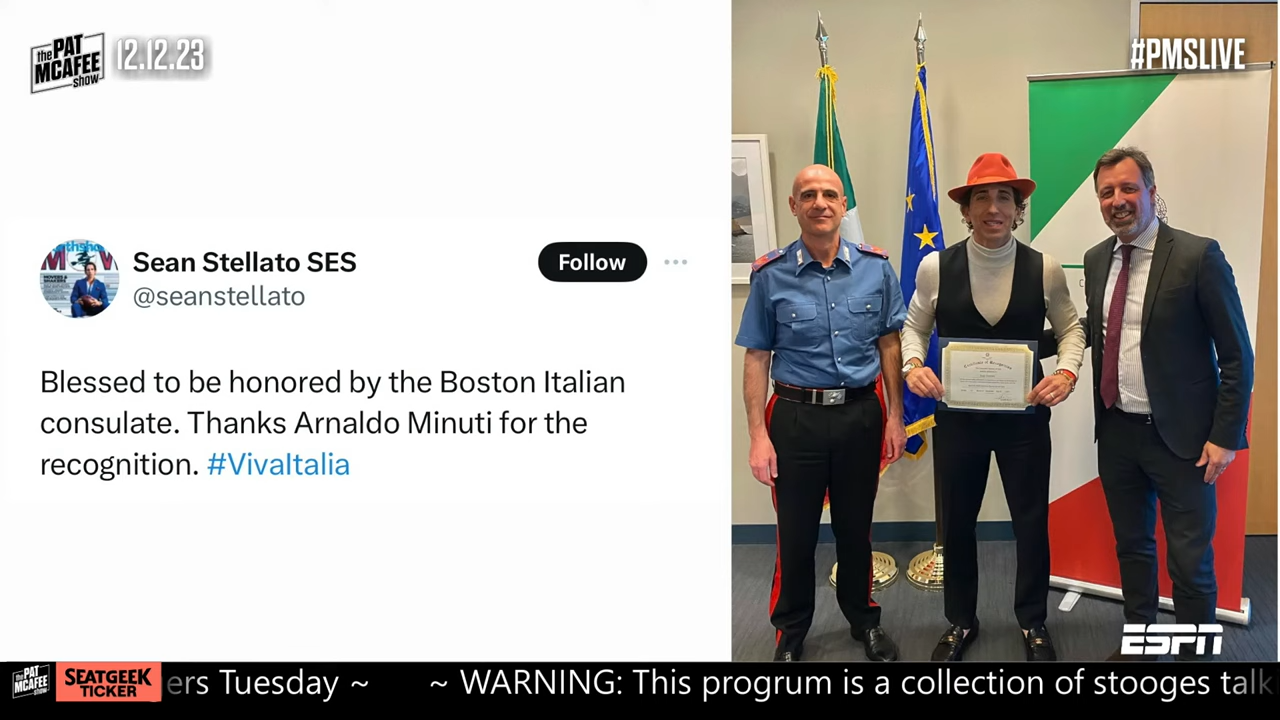 the PAT MCAFEE show
12.12.23
#PMSLIVE
Sean Stellato SES
@seanstellato
Follow
Blessed to be honored by the Boston Italian
consulate. Thanks Arnaldo Minuti for the
recognition. #VivaItalia
ESPN
the PAT MCAFEE show
SEATGEEK
TICKER
ers Tuesday ~ ~ WARNING: This progrum is a collection of stooges talk